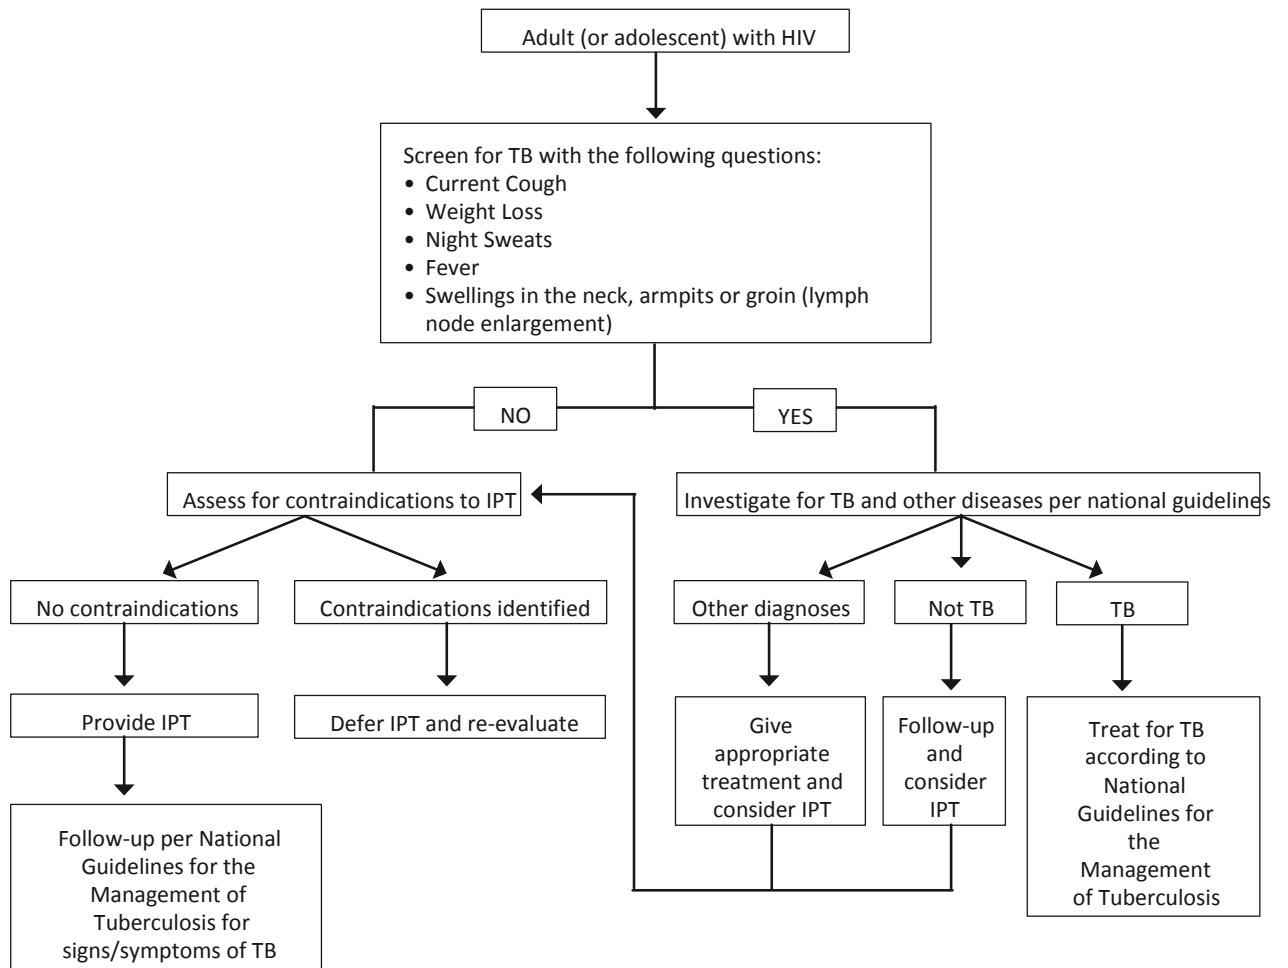 Adult (or adolescent) with HIV
Screen for TB with the following questions:
• Current Cough
• Weight Loss
• Night Sweats
• Fever
• Swellings in the neck, armpits or groin (lymph
node enlargement)
NO
YES
Assess for contraindications to IPT
Investigate for TB and other diseases per national guidelines
No contraindications
Contraindications identified
Other diagnoses
Not TB
TB
Provide IPT
Defer IPT and re-evaluate
Give
appropriate
treatment and
consider IPT
Follow-up
and
consider
IPT
Treat for TB
according to
National
Guidelines for
the
Management
of Tuberculosis
Follow-up per National
Guidelines for the
Management of
Tuberculosis for
signs/symptoms of TB